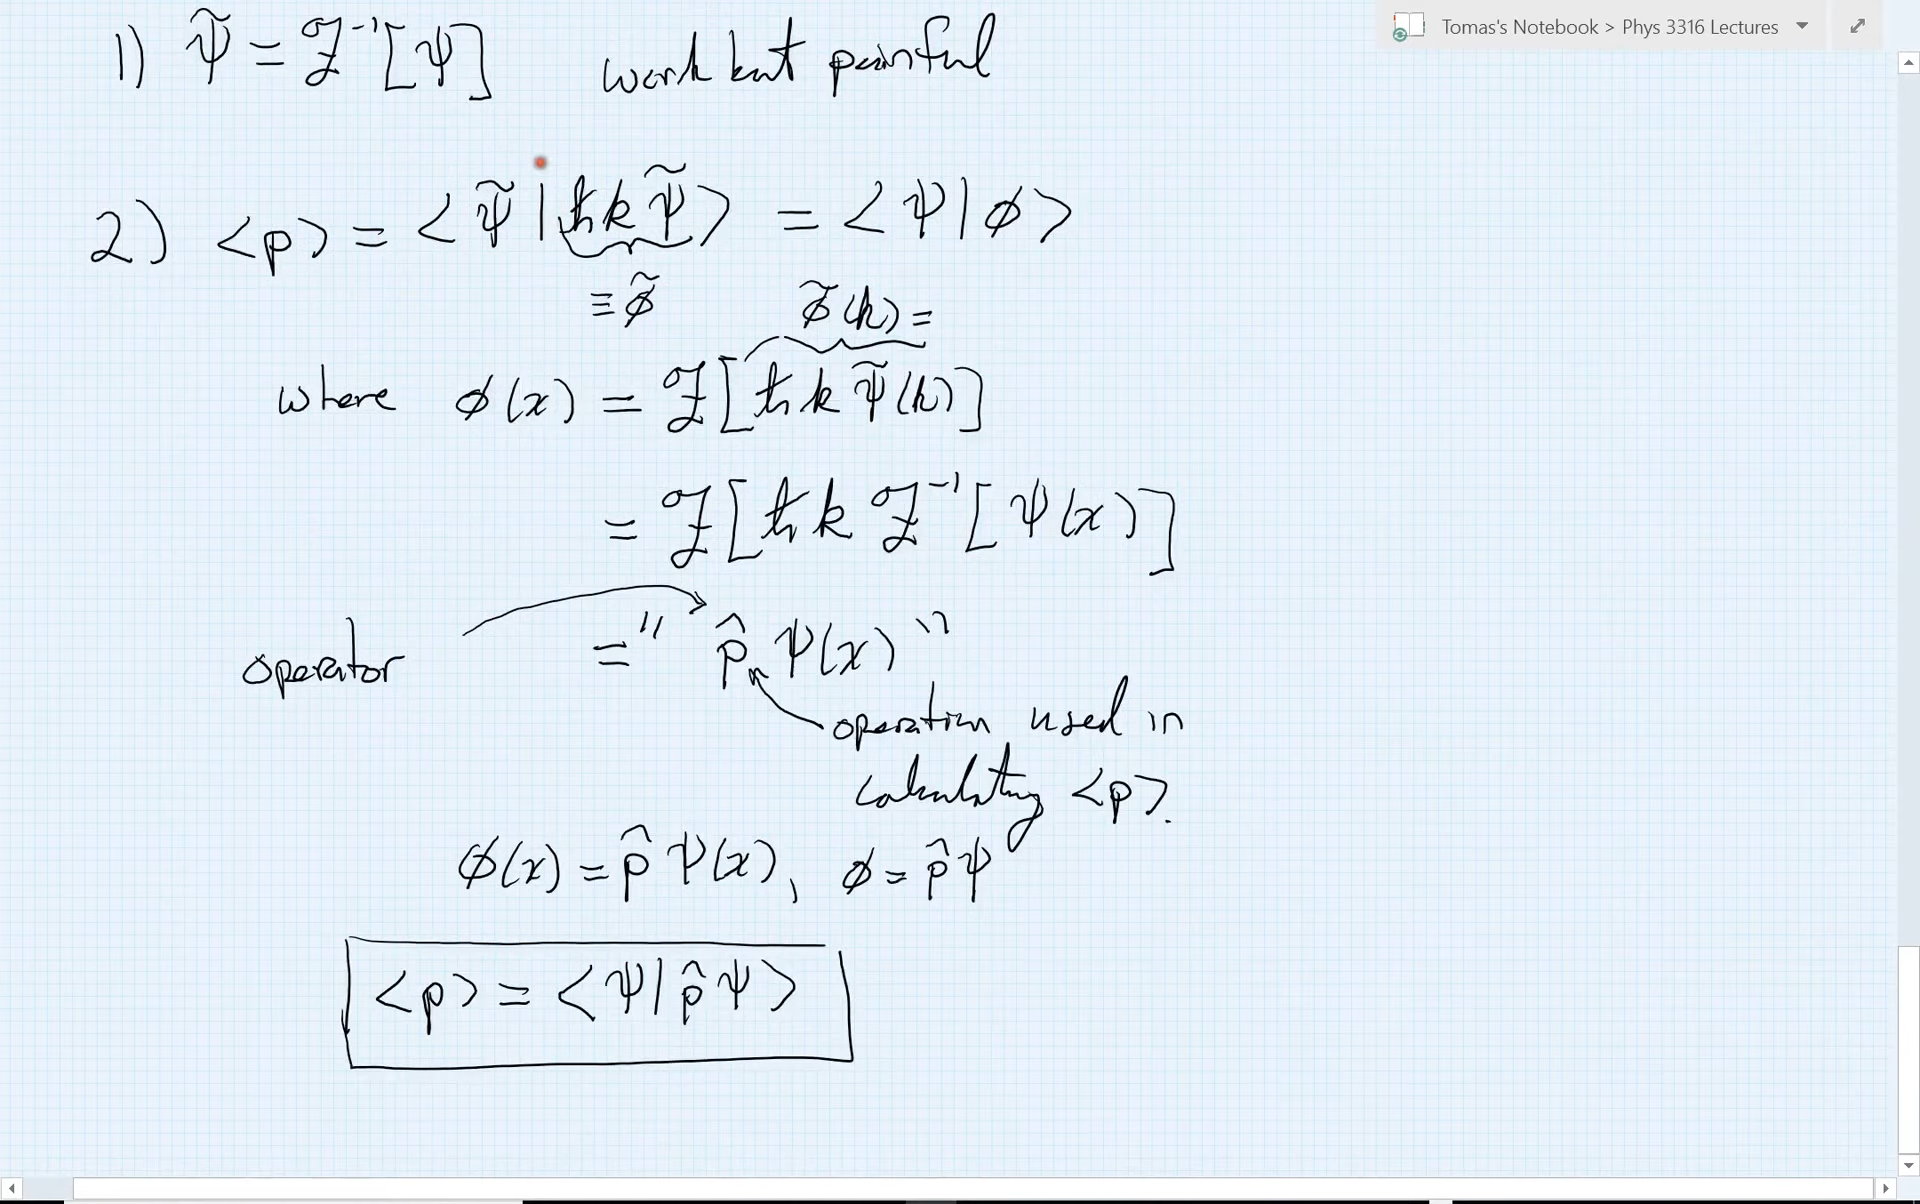 Tomas's Notebook > Phys 3316 Lectures
1) Ψ̃ = ℱ⁻¹[Ψ] work but painful
2) <p> = <Ψ̃|ħkΨ̃> = <Ψ|ϕ>
≡ ϕ̃ ϕ̃(k) =
where ϕ(x) = ℱ[ħkΨ̃(k)]
= ℱ[ħk ℱ⁻¹[Ψ(x)]
operator =" p̂ Ψ(x)"
operation used in
calculating <p>.
ϕ(x) = p̂ Ψ(x), ϕ = p̂Ψ
<p> = <Ψ|p̂Ψ>